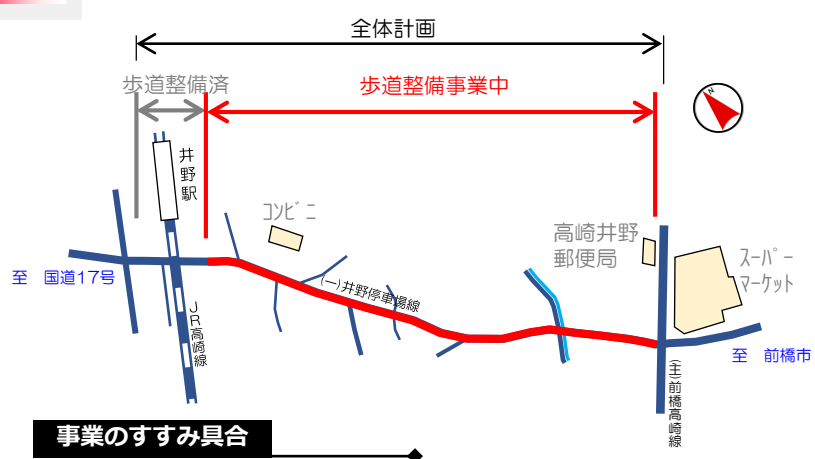 全体計画
歩道整備済
歩道整備事業中
N
井野駅
コンビニ
高崎井野
郵便局
スーパー
マーケット
至 国道17号
(一)井野停車場線
JR高崎線
至 前橋市
(主)前橋高崎線
事業のすすみ具合